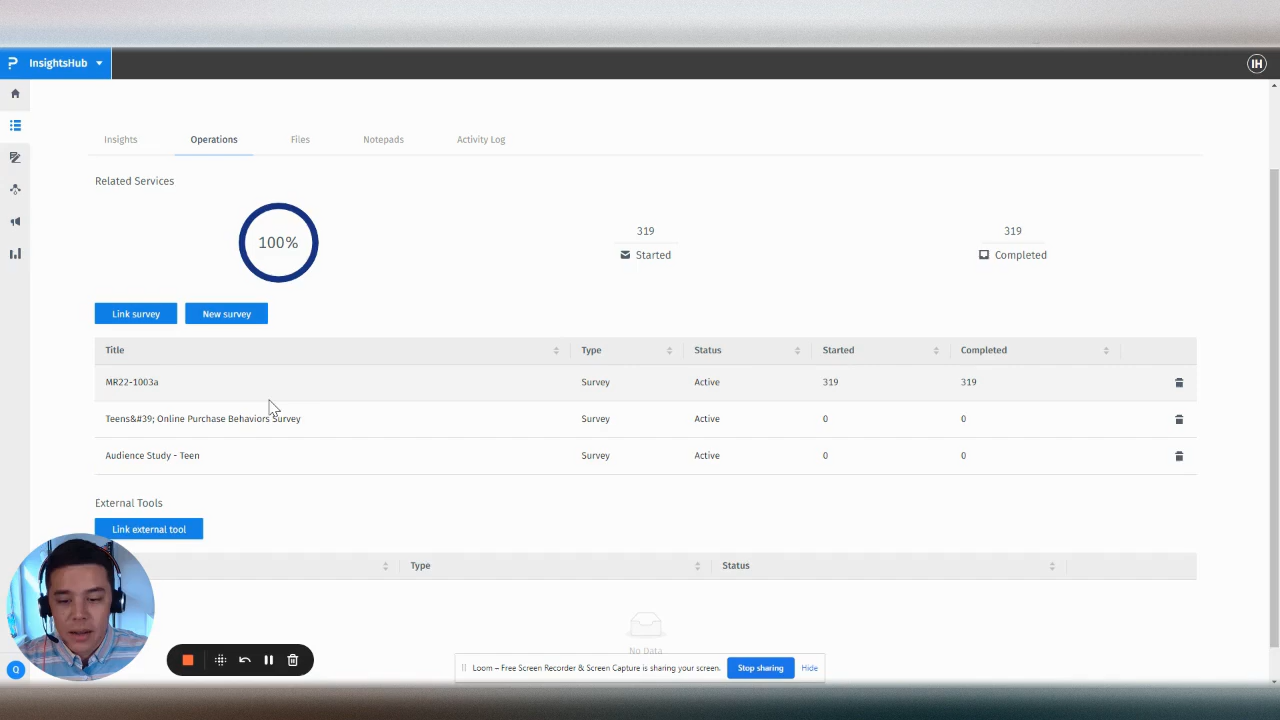 InsightsHub
IH
Insights Operations Files Notepads Activity Log
Related Services
100%
319
Started
319
Completed
Link survey New survey
Title Type Status Started Completed
MR22-1003a Survey Active 319 319
Teens&#39; Online Purchase Behaviors Survey Survey Active 0 0
Audience Study - Teen Survey Active 0 0
External Tools
Link external tool
Type Status
No Data
Q
Loom – Free Screen Recorder & Screen Capture is sharing your screen. Stop sharing Hide